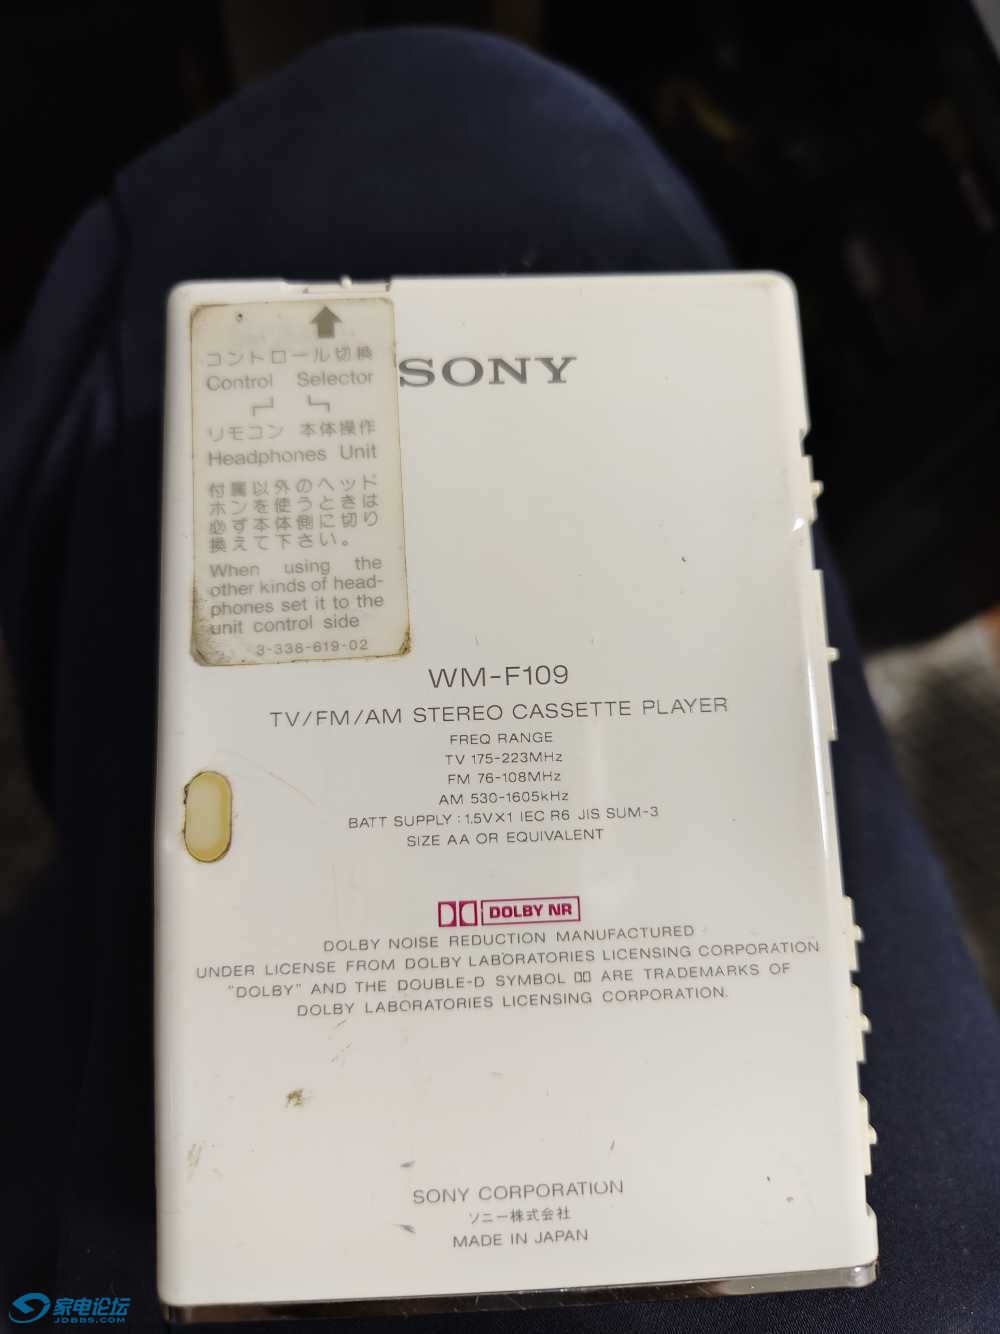 コントロール切換
Control Selector
リモコン 本体操作
Headphones Unit
付属以外のヘッド
ホンを使うときは
必ず本体側に切り
換えて下さい。
When using the
other kinds of head-
phones set it to the
unit control side
3-338-619-02
SONY
WM-F109
TV/FM/AM STEREO CASSETTE PLAYER
FREQ RANGE
TV 175-223MHz
FM 76-108MHz
AM 530-1605kHz
BATT SUPPLY : 1.5V×1 IEC R6 JIS SUM-3
SIZE AA OR EQUIVALENT
DOLBY NR
DOLBY NOISE REDUCTION MANUFACTURED
UNDER LICENSE FROM DOLBY LABORATORIES LICENSING CORPORATION
"DOLBY" AND THE DOUBLE-D SYMBOL ARE TRADEMARKS OF
DOLBY LABORATORIES LICENSING CORPORATION.
SONY CORPORATION
ソニー株式会社
MADE IN JAPAN
家电论坛
JDBBS.COM